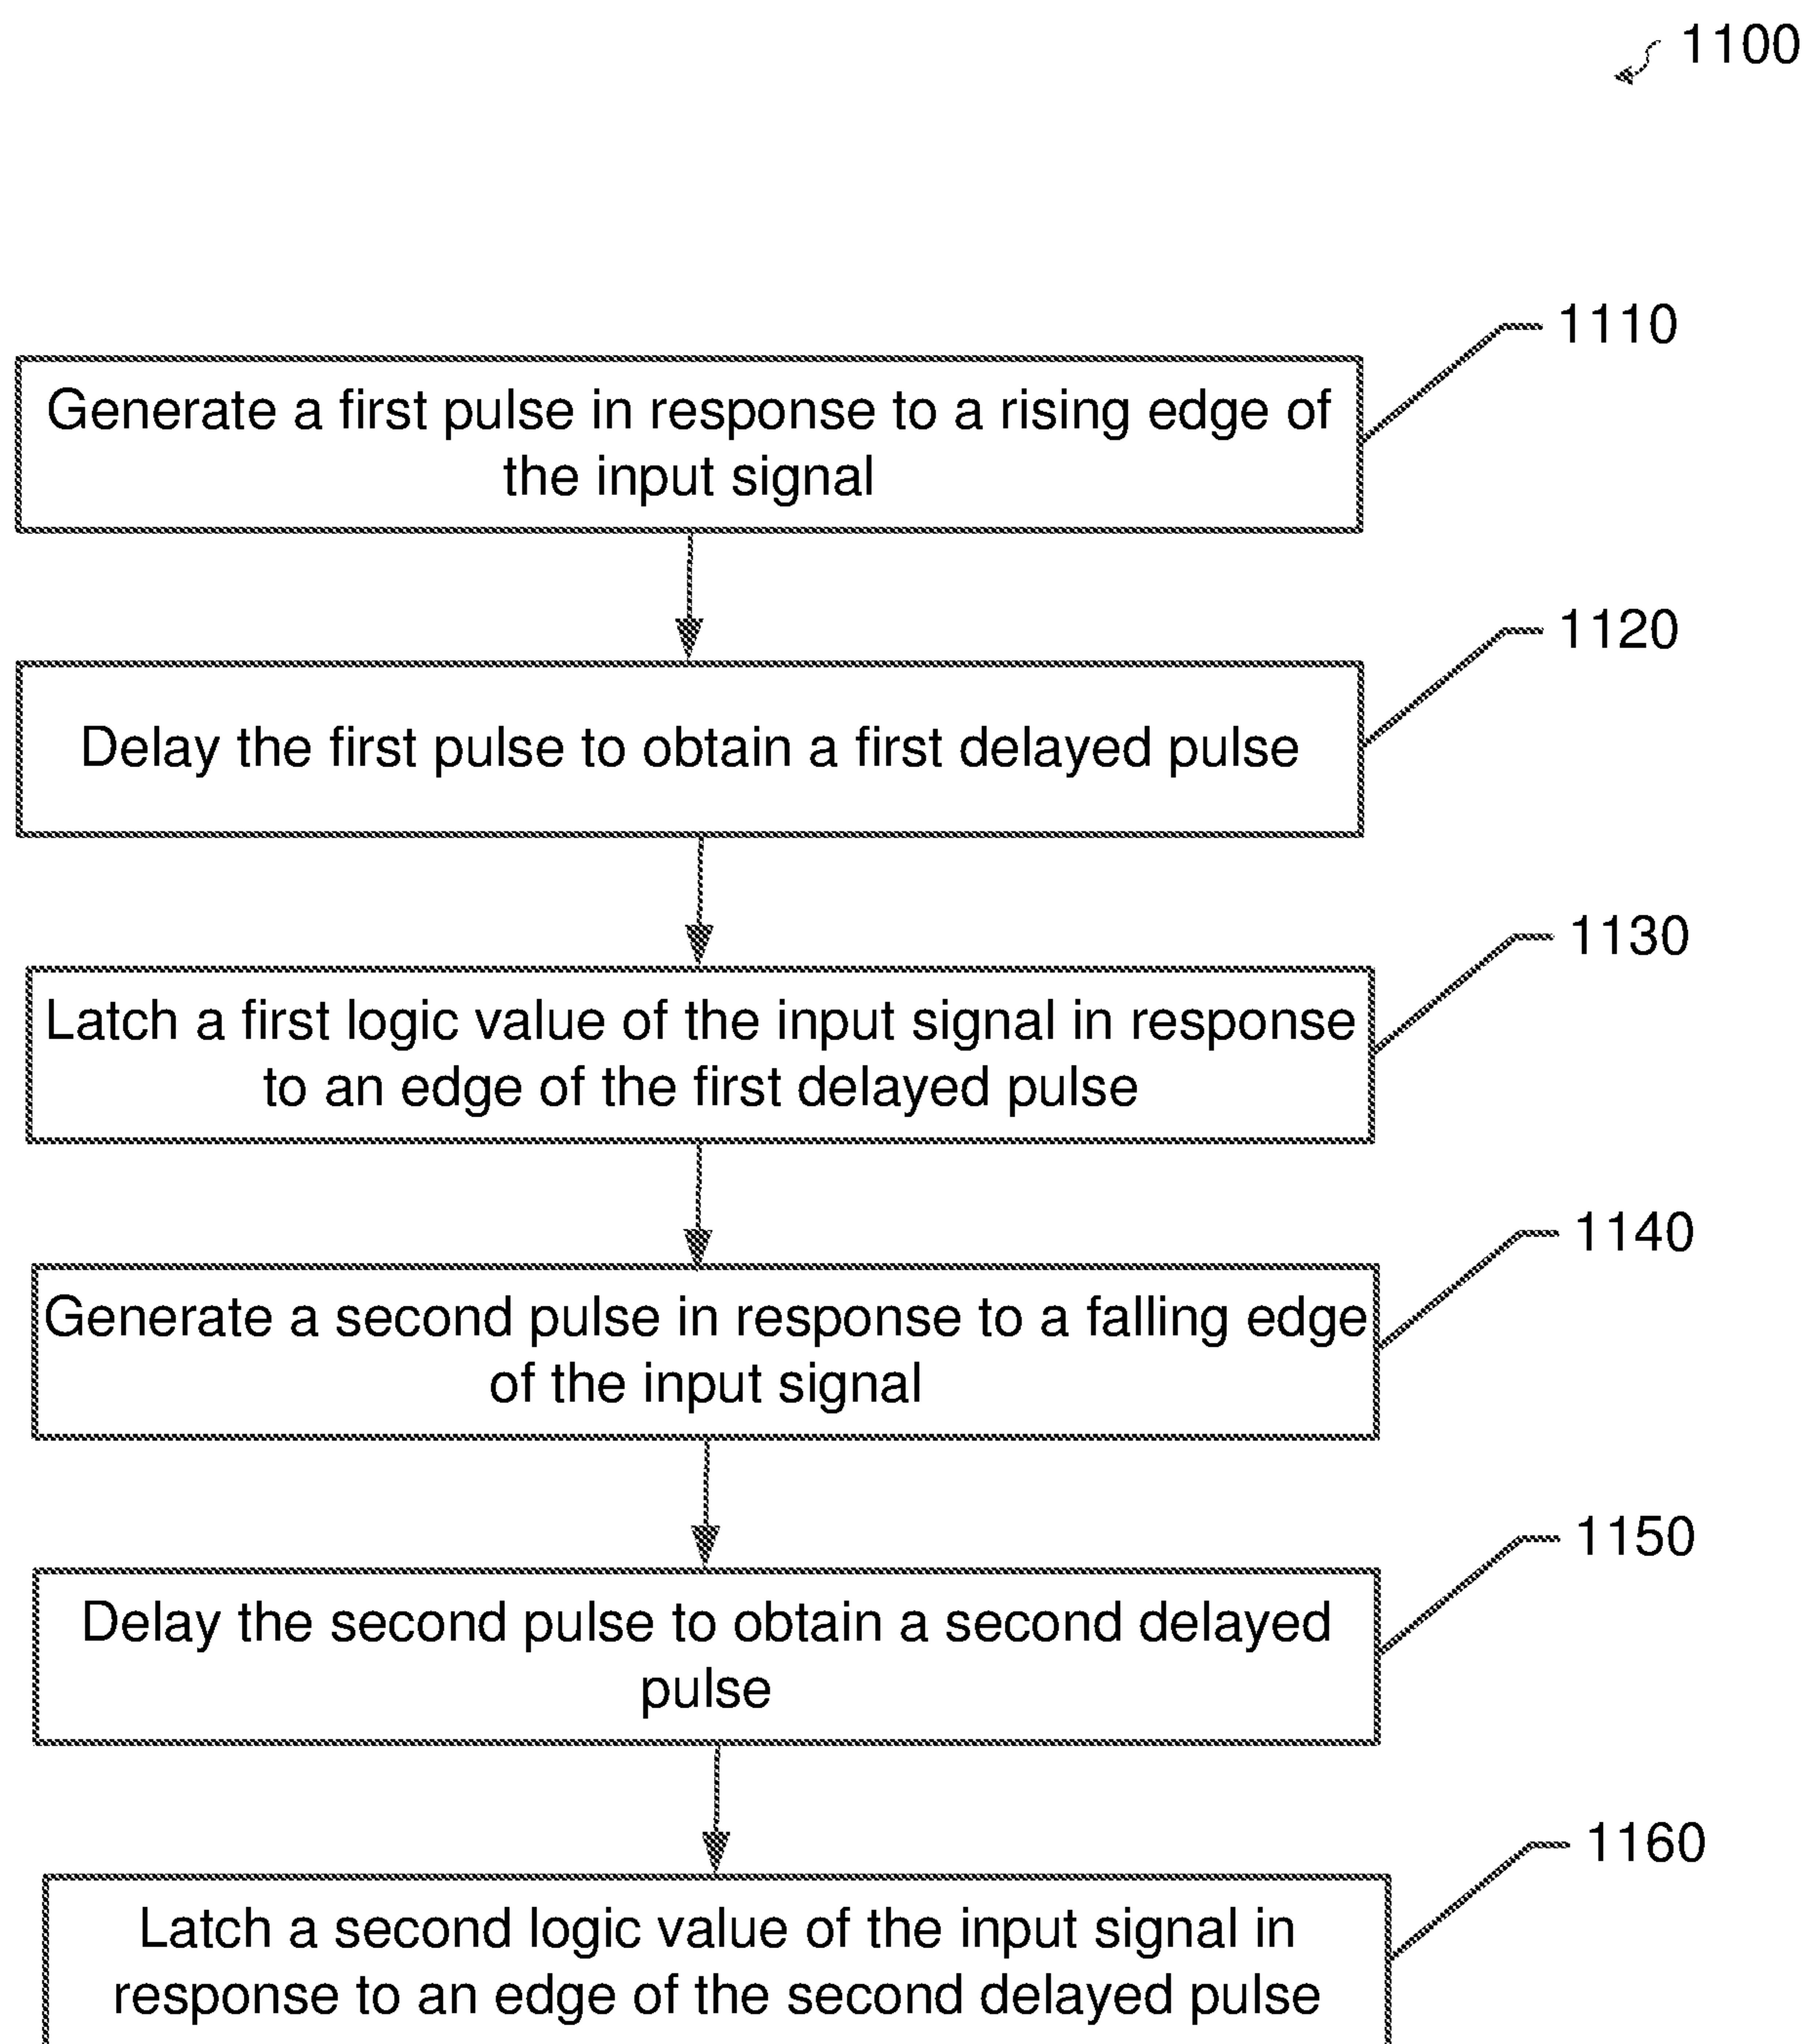 1100
1110
Generate a first pulse in response to a rising edge of
the input signal
1120
Delay the first pulse to obtain a first delayed pulse
1130
Latch a first logic value of the input signal in response
to an edge of the first delayed pulse
1140
Generate a second pulse in response to a falling edge
of the input signal
1150
Delay the second pulse to obtain a second delayed
pulse
1160
Latch a second logic value of the input signal in
response to an edge of the second delayed pulse